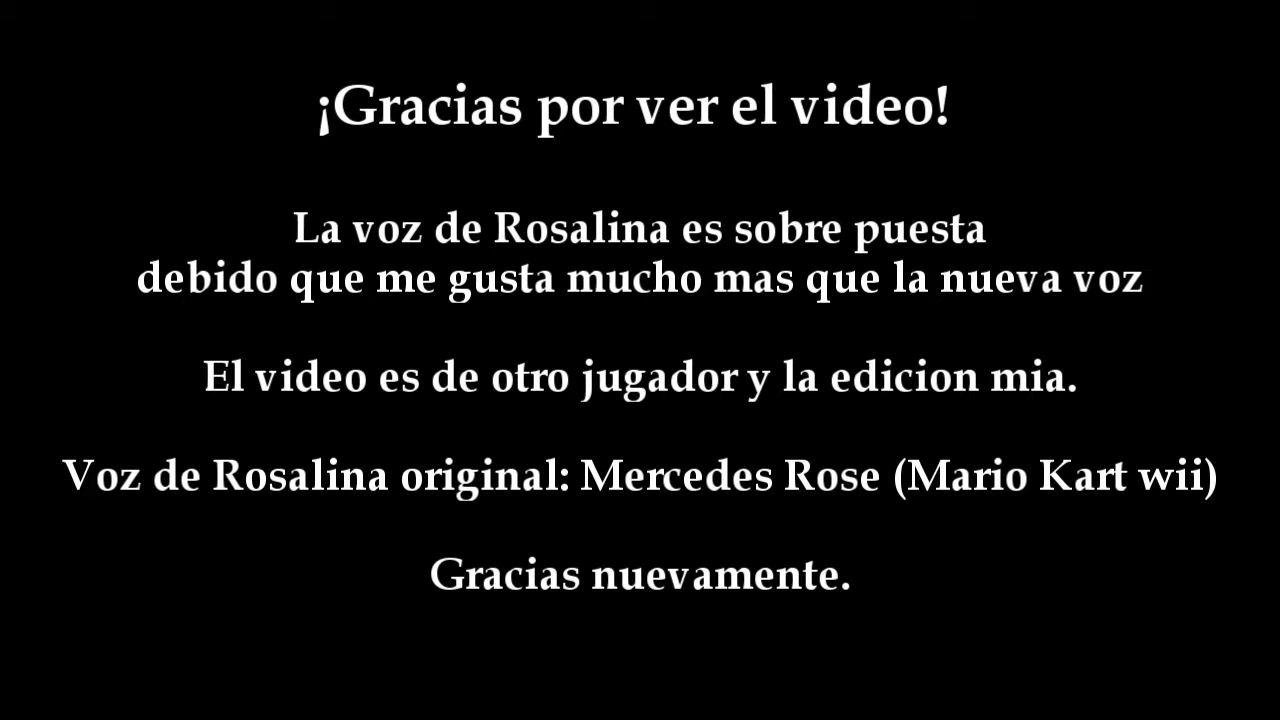 ¡Gracias por ver el video!
La voz de Rosalina es sobre puesta
debido que me gusta mucho mas que la nueva voz
El video es de otro jugador y la edicion mia.
Voz de Rosalina original: Mercedes Rose (Mario Kart wii)
Gracias nuevamente.